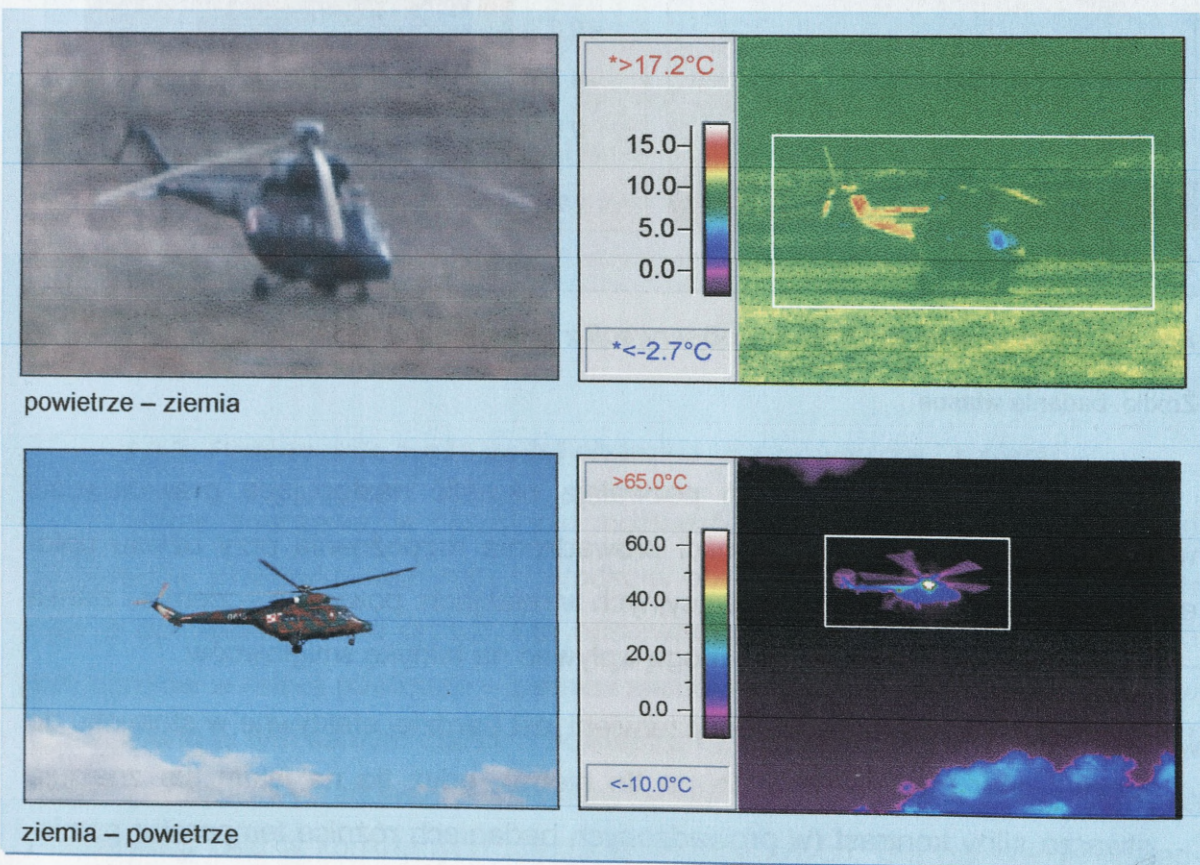 *>17.2°C
15.0
10.0
5.0
0.0
*<-2.7°C
powietrze – ziemia
>65.0°C
60.0
40.0
20.0
0.0
<-10.0°C
ziemia – powietrze